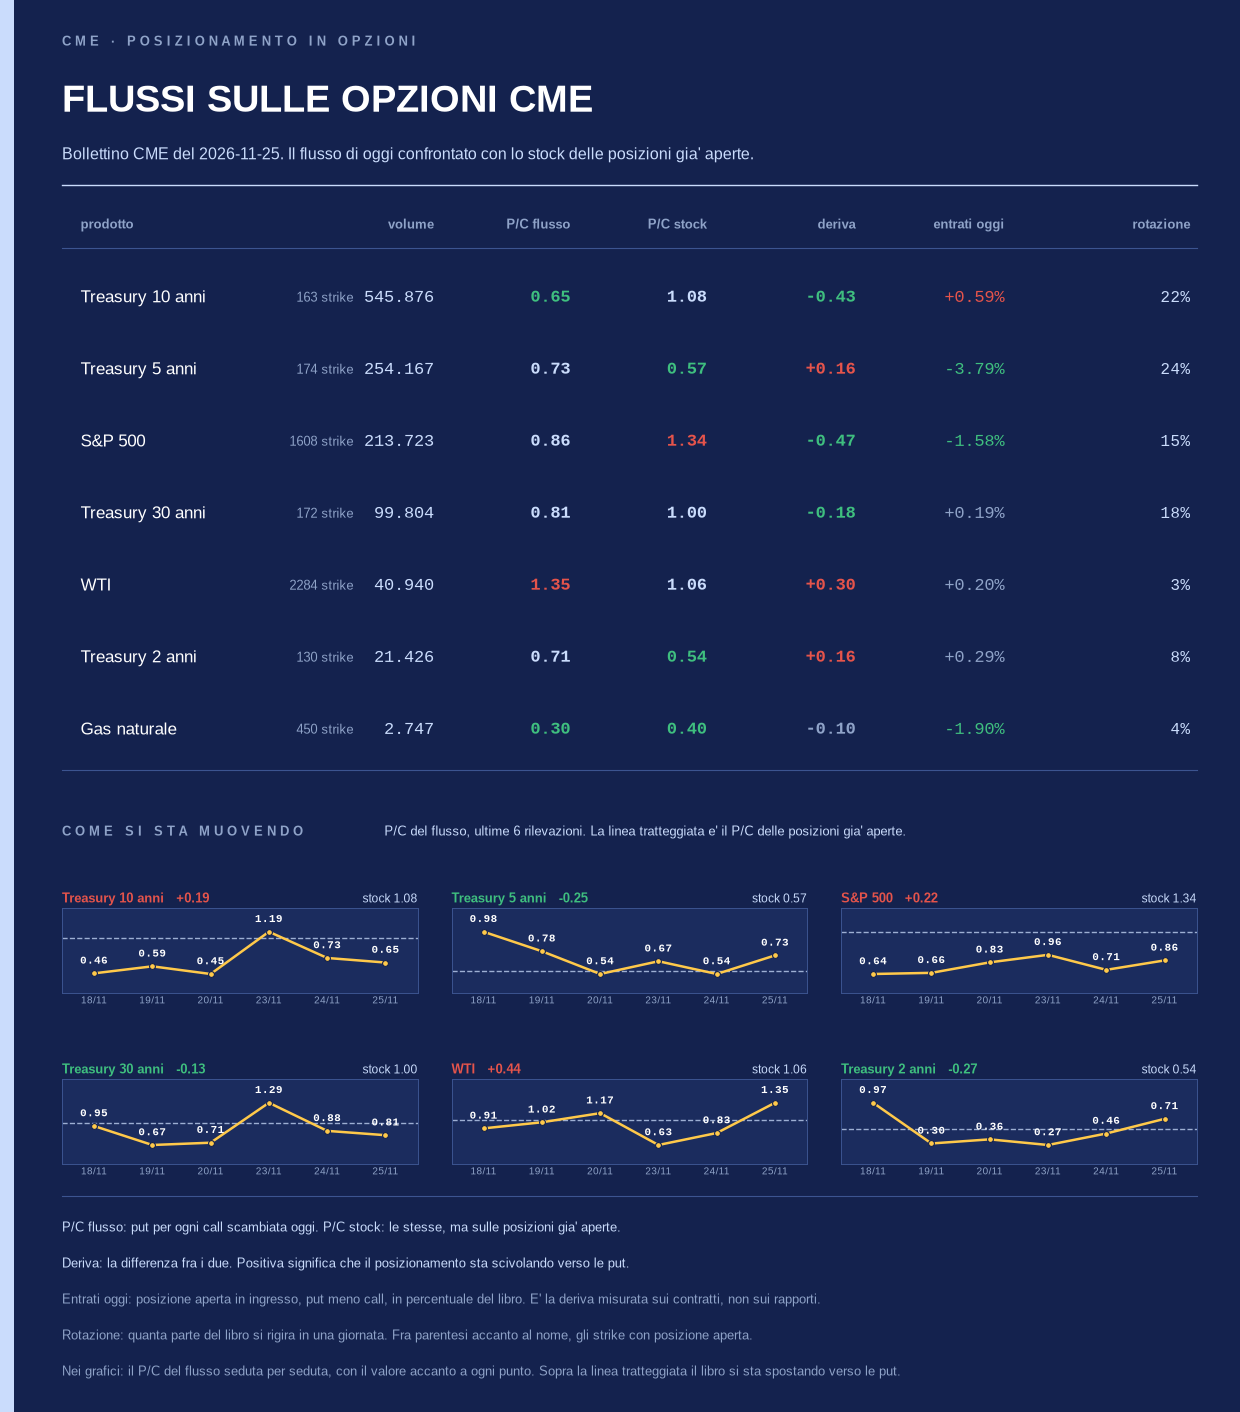 CME · POSIZIONAMENTO IN OPZIONI
FLUSSI SULLE OPZIONI CME
Bollettino CME del 2026-11-25. Il flusso di oggi confrontato con lo stock delle posizioni gia' aperte.
prodotto volume P/C flusso P/C stock deriva entrati oggi rotazione
Treasury 10 anni 163 strike 545.876 0.65 1.08 -0.43 +0.59% 22%
Treasury 5 anni 174 strike 254.167 0.73 0.57 +0.16 -3.79% 24%
S&P 500 1608 strike 213.723 0.86 1.34 -0.47 -1.58% 15%
Treasury 30 anni 172 strike 99.804 0.81 1.00 -0.18 +0.19% 18%
WTI 2284 strike 40.940 1.35 1.06 +0.30 +0.20% 3%
Treasury 2 anni 130 strike 21.426 0.71 0.54 +0.16 +0.29% 8%
Gas naturale 450 strike 2.747 0.30 0.40 -0.10 -1.90% 4%
COME SI STA MUOVENDO P/C del flusso, ultime 6 rilevazioni. La linea tratteggiata e' il P/C delle posizioni gia' aperte.
Treasury 10 anni +0.19 stock 1.08
0.46 0.59 0.45 1.19 0.73 0.65
18/11 19/11 20/11 23/11 24/11 25/11
Treasury 5 anni -0.25 stock 0.57
0.98 0.78 0.54 0.67 0.54 0.73
18/11 19/11 20/11 23/11 24/11 25/11
S&P 500 +0.22 stock 1.34
0.64 0.66 0.83 0.96 0.71 0.86
18/11 19/11 20/11 23/11 24/11 25/11
Treasury 30 anni -0.13 stock 1.00
0.95 0.67 0.71 1.29 0.88 0.81
18/11 19/11 20/11 23/11 24/11 25/11
WTI +0.44 stock 1.06
0.91 1.02 1.17 0.63 0.83 1.35
18/11 19/11 20/11 23/11 24/11 25/11
Treasury 2 anni -0.27 stock 0.54
0.97 0.30 0.36 0.27 0.46 0.71
18/11 19/11 20/11 23/11 24/11 25/11
P/C flusso: put per ogni call scambiata oggi. P/C stock: le stesse, ma sulle posizioni gia' aperte.
Deriva: la differenza fra i due. Positiva significa che il posizionamento sta scivolando verso le put.
Entrati oggi: posizione aperta in ingresso, put meno call, in percentuale del libro. E' la deriva misurata sui contratti, non sui rapporti.
Rotazione: quanta parte del libro si rigira in una giornata. Fra parentesi accanto al nome, gli strike con posizione aperta.
Nei grafici: il P/C del flusso seduta per seduta, con il valore accanto a ogni punto. Sopra la linea tratteggiata il libro si sta spostando verso le put.